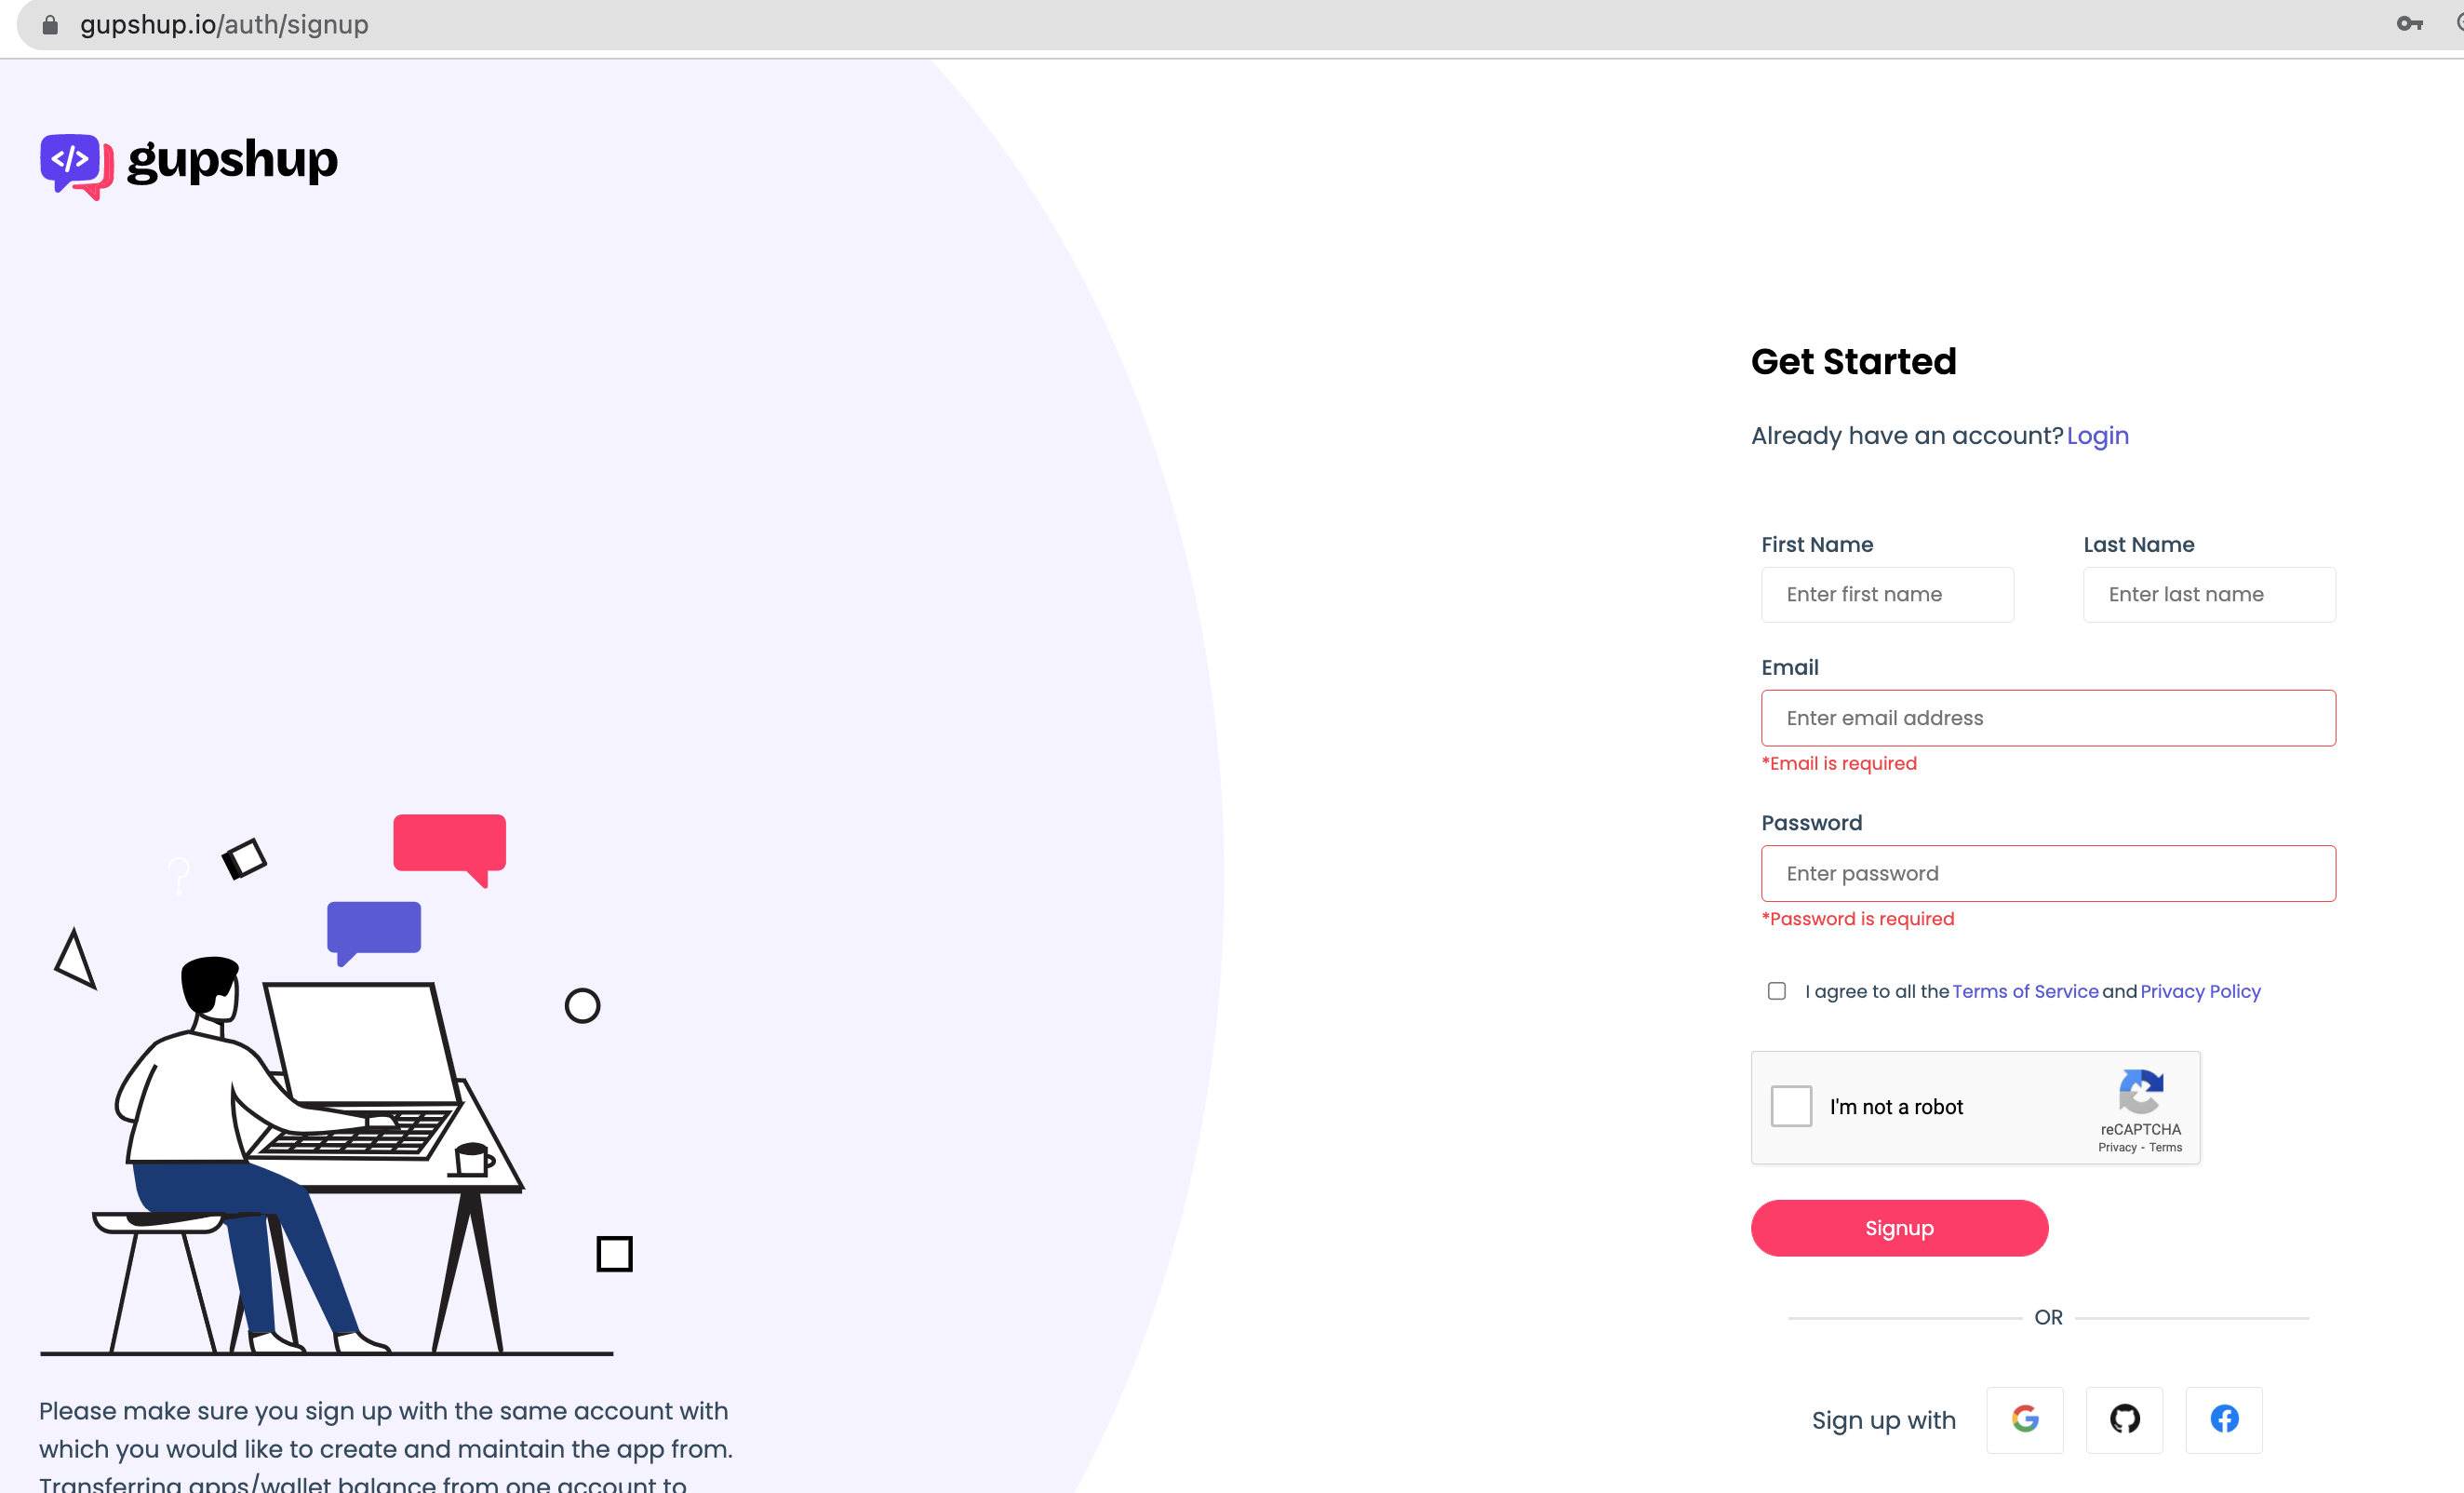 gupshup.io/auth/signup
</> gupshup
?
Please make sure you sign up with the same account with
which you would like to create and maintain the app from.
Transferring apps/wallet balance from one account to
Get Started
Already have an account? Login
First Name
Last Name
Enter first name
Enter last name
Email
Enter email address
*Email is required
Password
Enter password
*Password is required
I agree to all the Terms of Service and Privacy Policy
I'm not a robot
reCAPTCHA
Privacy - Terms
Signup
OR
Sign up with